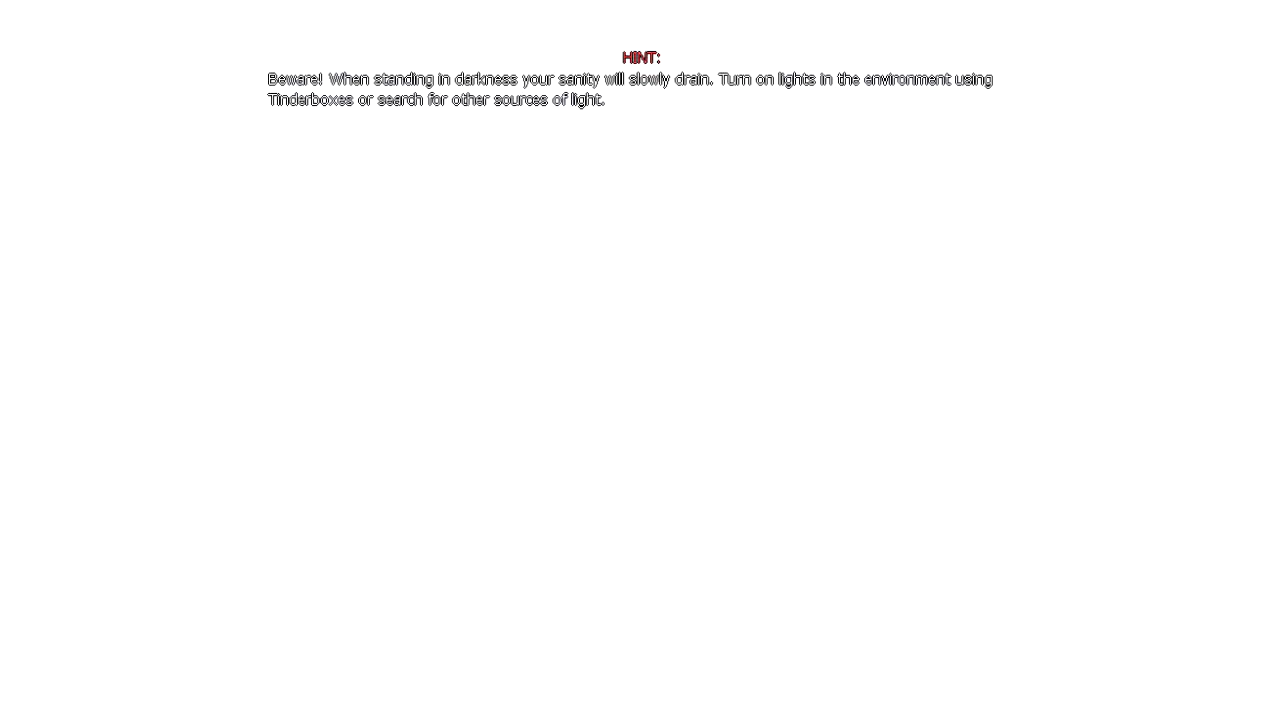 HINT:
Beware! When standing in darkness your sanity will slowly drain. Turn on lights in the environment using
Tinderboxes or search for other sources of light.